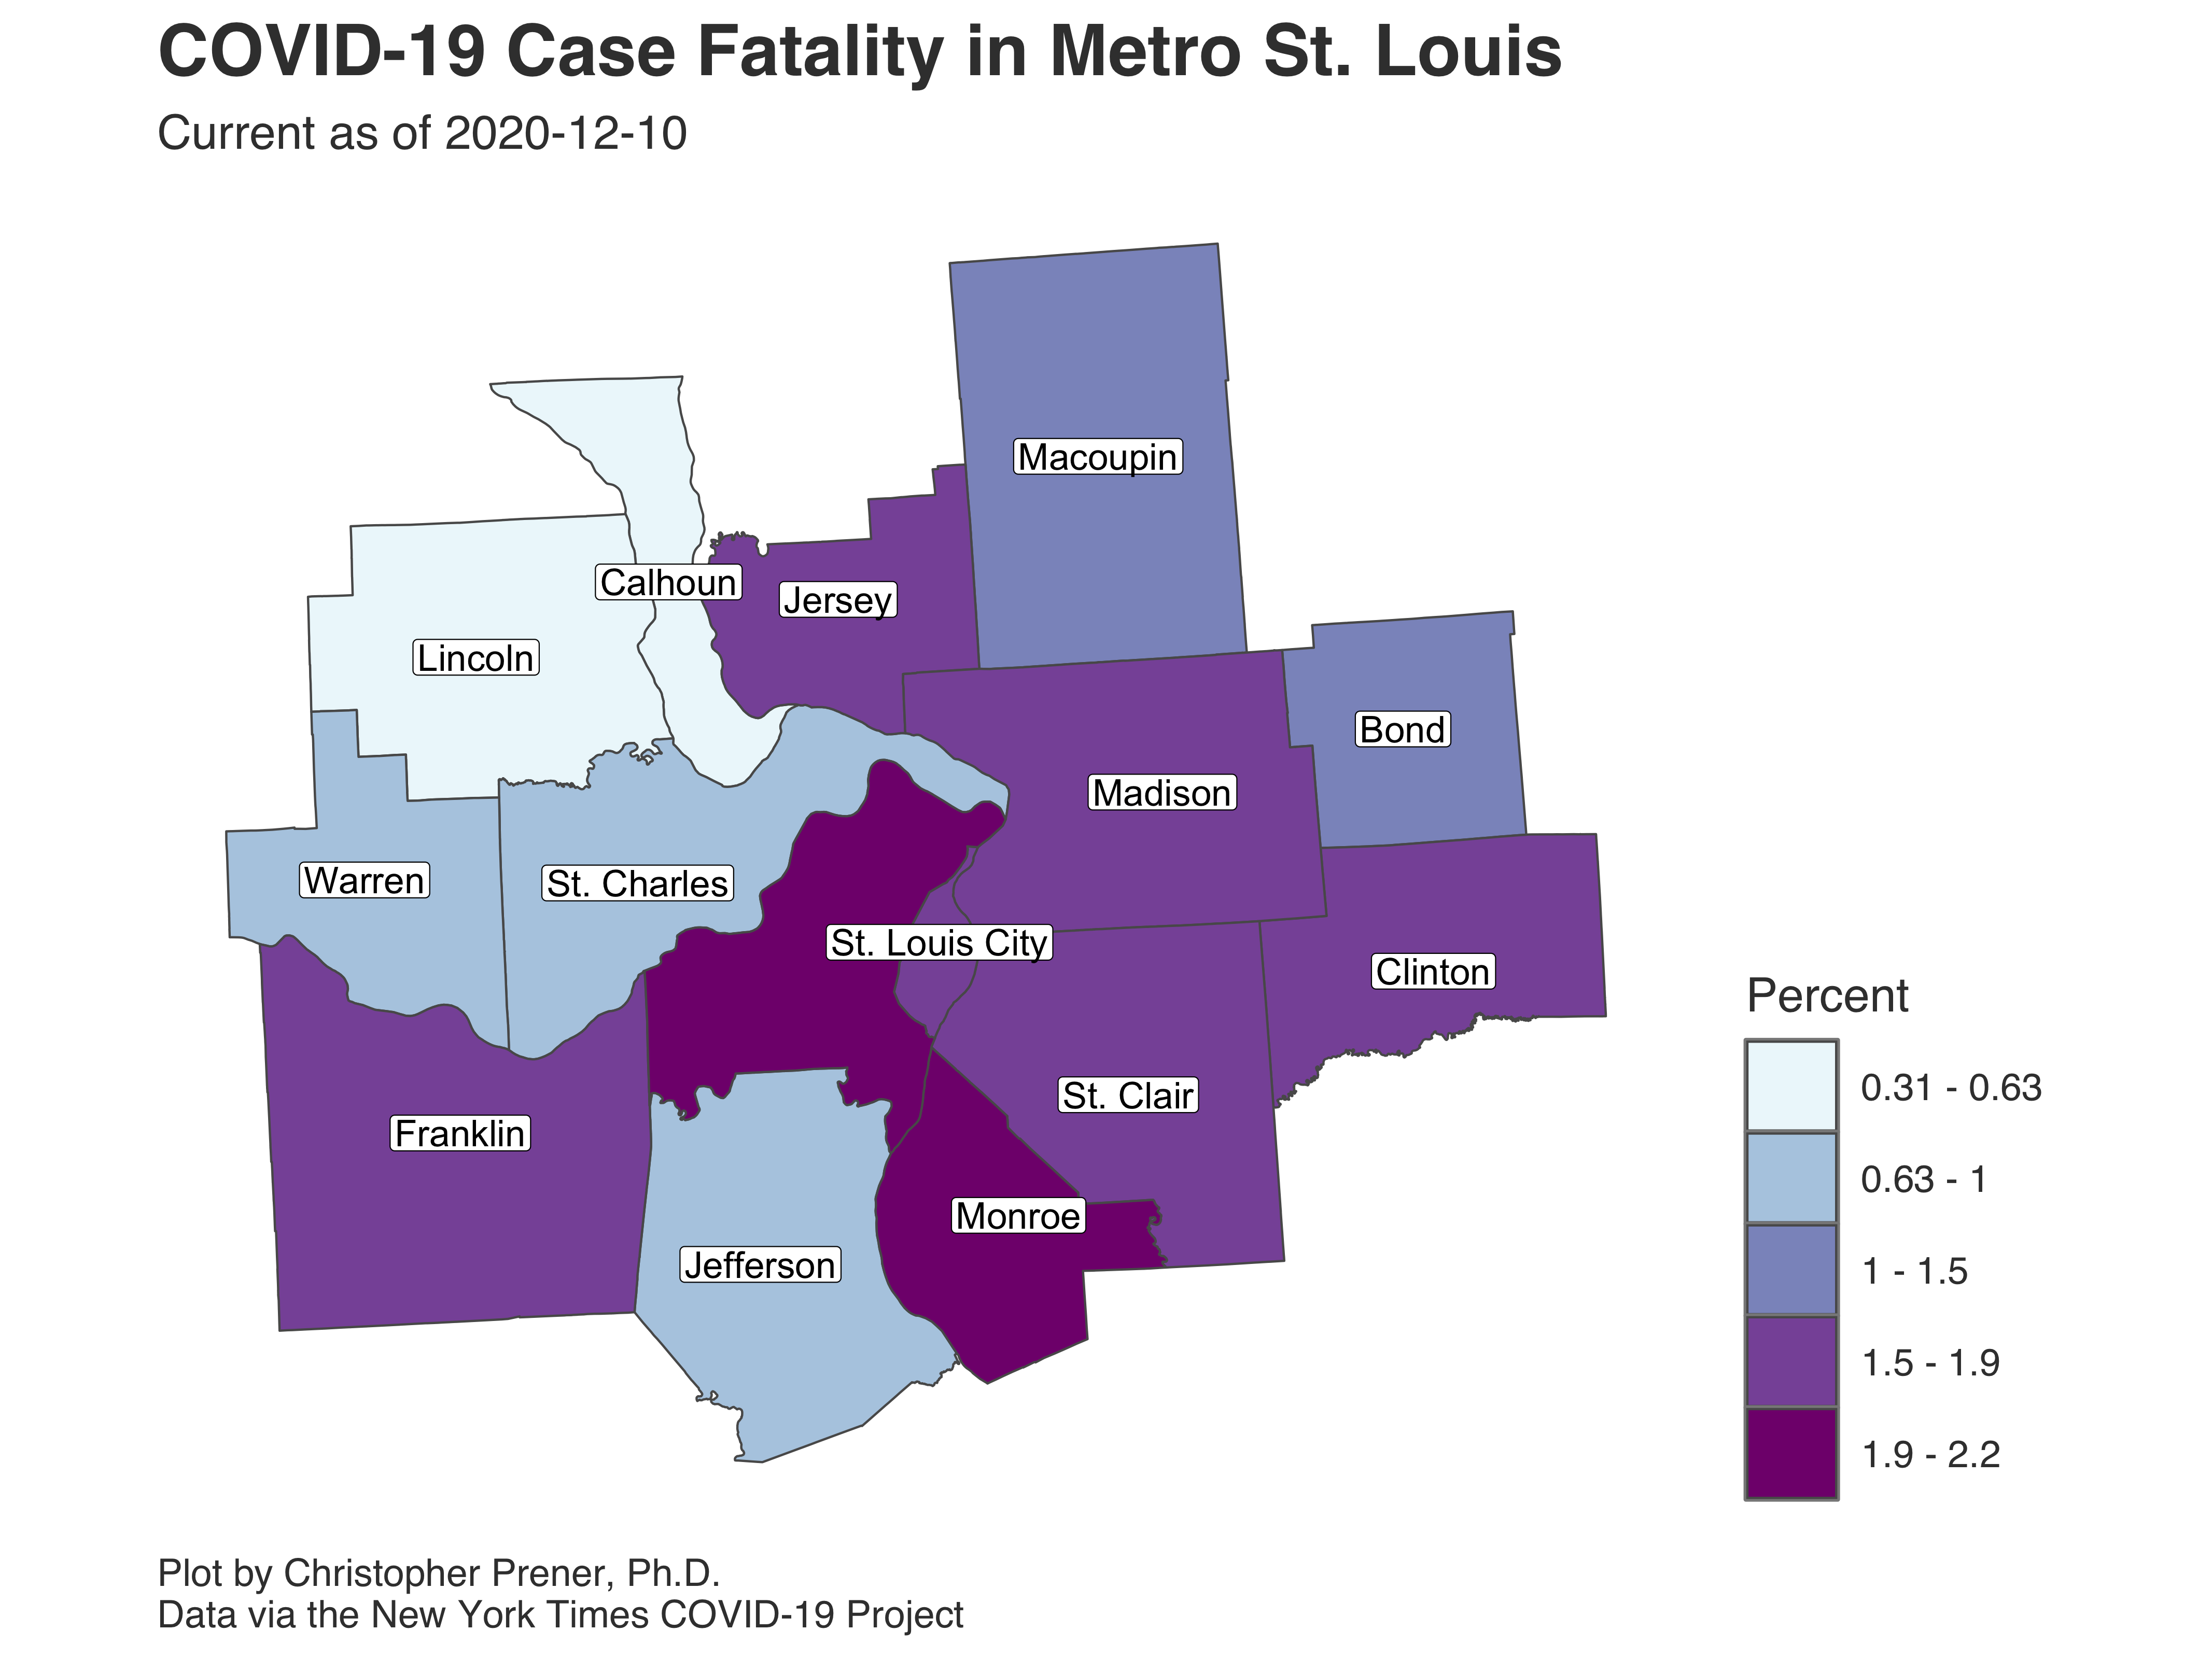 COVID-19 Case Fatality in Metro St. Louis
Current as of 2020-12-10
Macoupin
Calhoun
Jersey
Lincoln
Bond
Madison
Warren
St. Charles
St. Louis City
Clinton
St. Clair
Franklin
Monroe
Jefferson
Percent
0.31 - 0.63
0.63 - 1
1 - 1.5
1.5 - 1.9
1.9 - 2.2
Plot by Christopher Prener, Ph.D.
Data via the New York Times COVID-19 Project